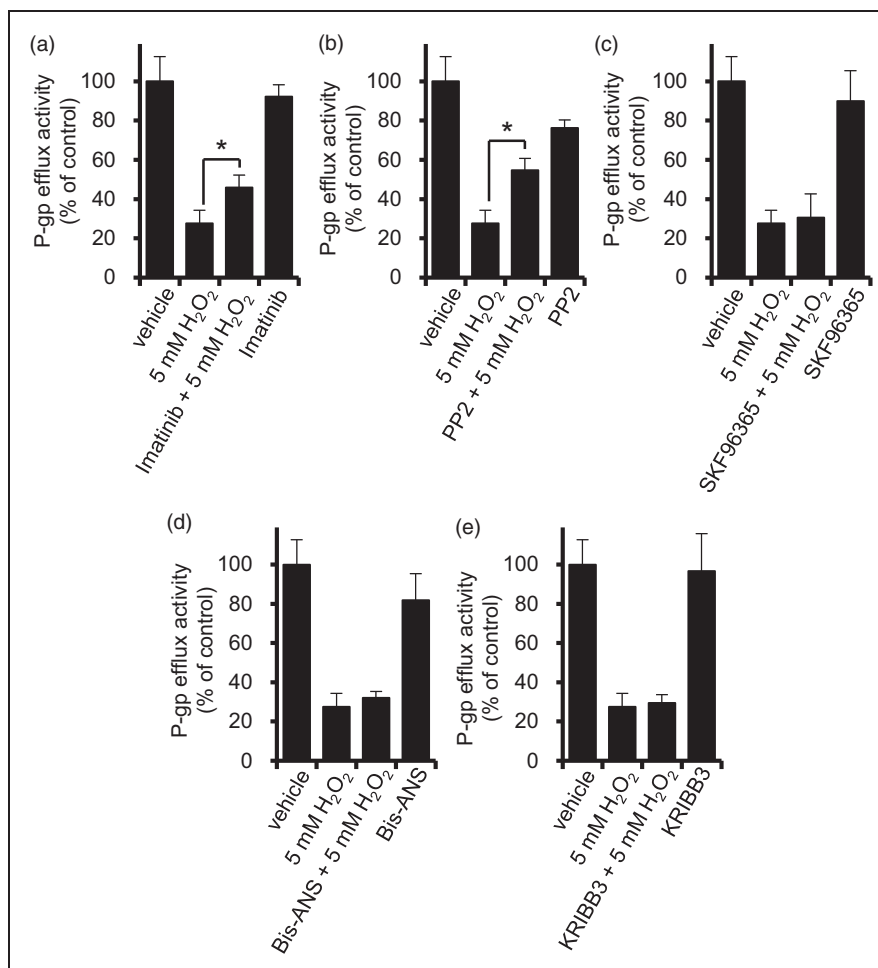 (a)
P-gp efflux activity
(% of control)
100
80
60
40
20
0
*
vehicle
5 mM H₂O₂
Imatinib + 5 mM H₂O₂
Imatinib
(b)
P-gp efflux activity
(% of control)
100
80
60
40
20
0
*
vehicle
5 mM H₂O₂
PP2 + 5 mM H₂O₂
PP2
(c)
P-gp efflux activity
(% of control)
100
80
60
40
20
0
vehicle
5 mM H₂O₂
SKF96365 + 5 mM H₂O₂
SKF96365
(d)
P-gp efflux activity
(% of control)
100
80
60
40
20
0
vehicle
5 mM H₂O₂
Bis-ANS + 5 mM H₂O₂
Bis-ANS
(e)
P-gp efflux activity
(% of control)
100
80
60
40
20
0
vehicle
5 mM H₂O₂
KRIBB3 + 5 mM H₂O₂
KRIBB3